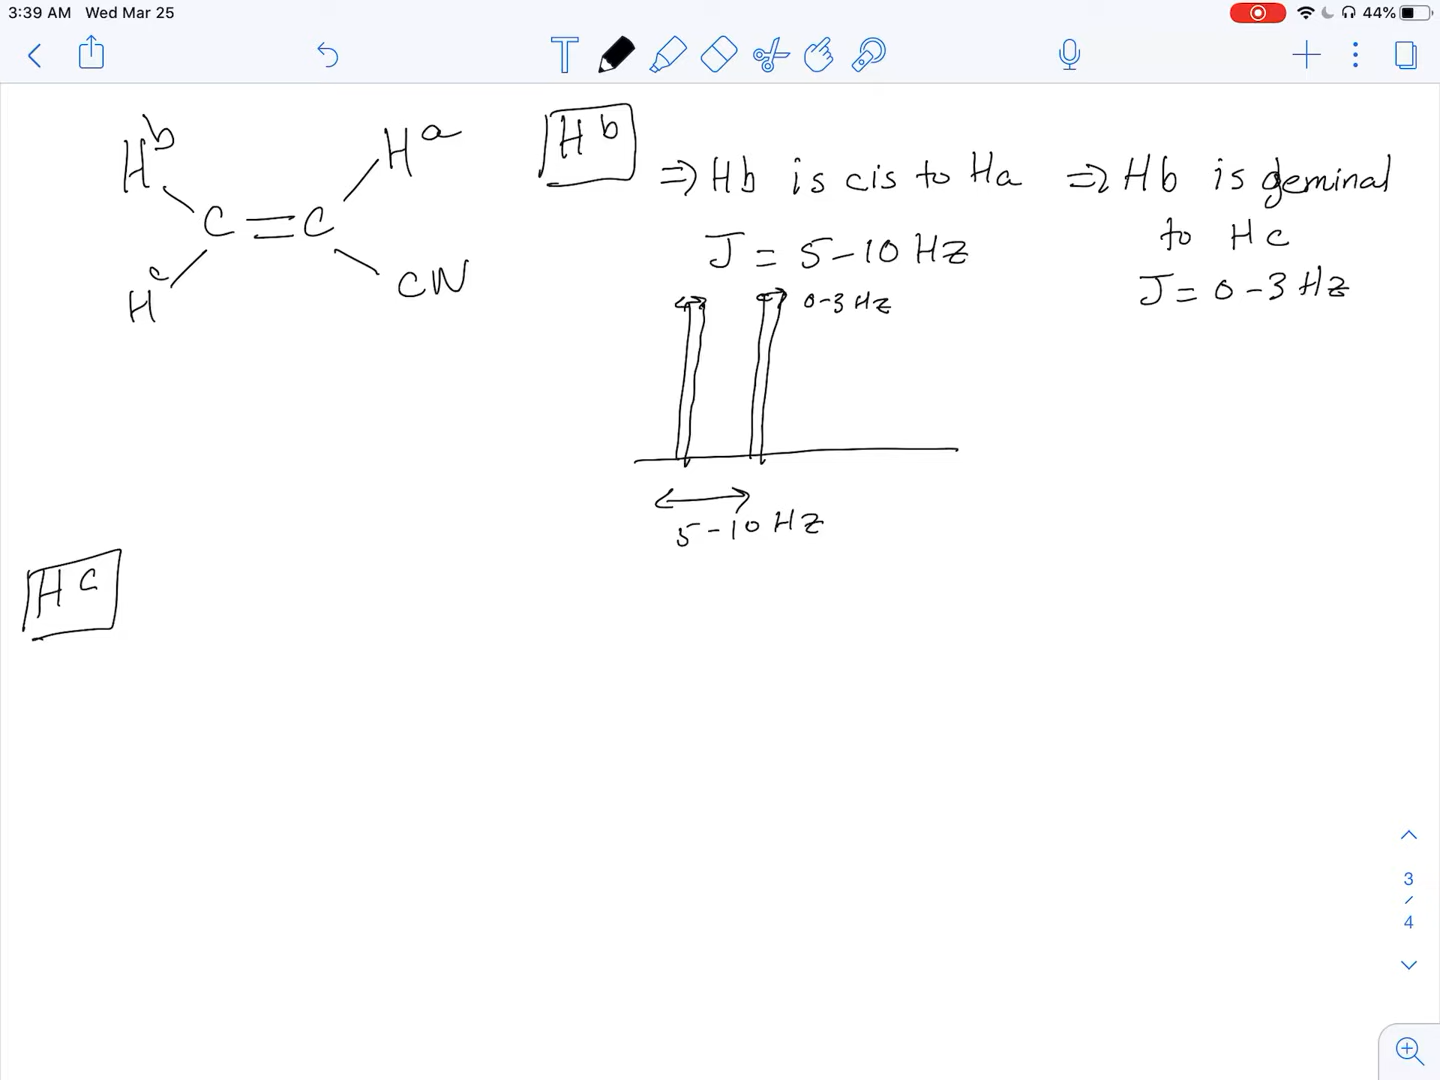 3:39 AM Wed Mar 25
44%
T
Hb
Ha
C=C
Hc
CN
Hb
⇒ Hb is cis to Ha
J = 5-10 Hz
⇒ Hb is geminal
to Hc
J = 0-3 Hz
0-3 Hz
5-10 Hz
Hc
3
/
4